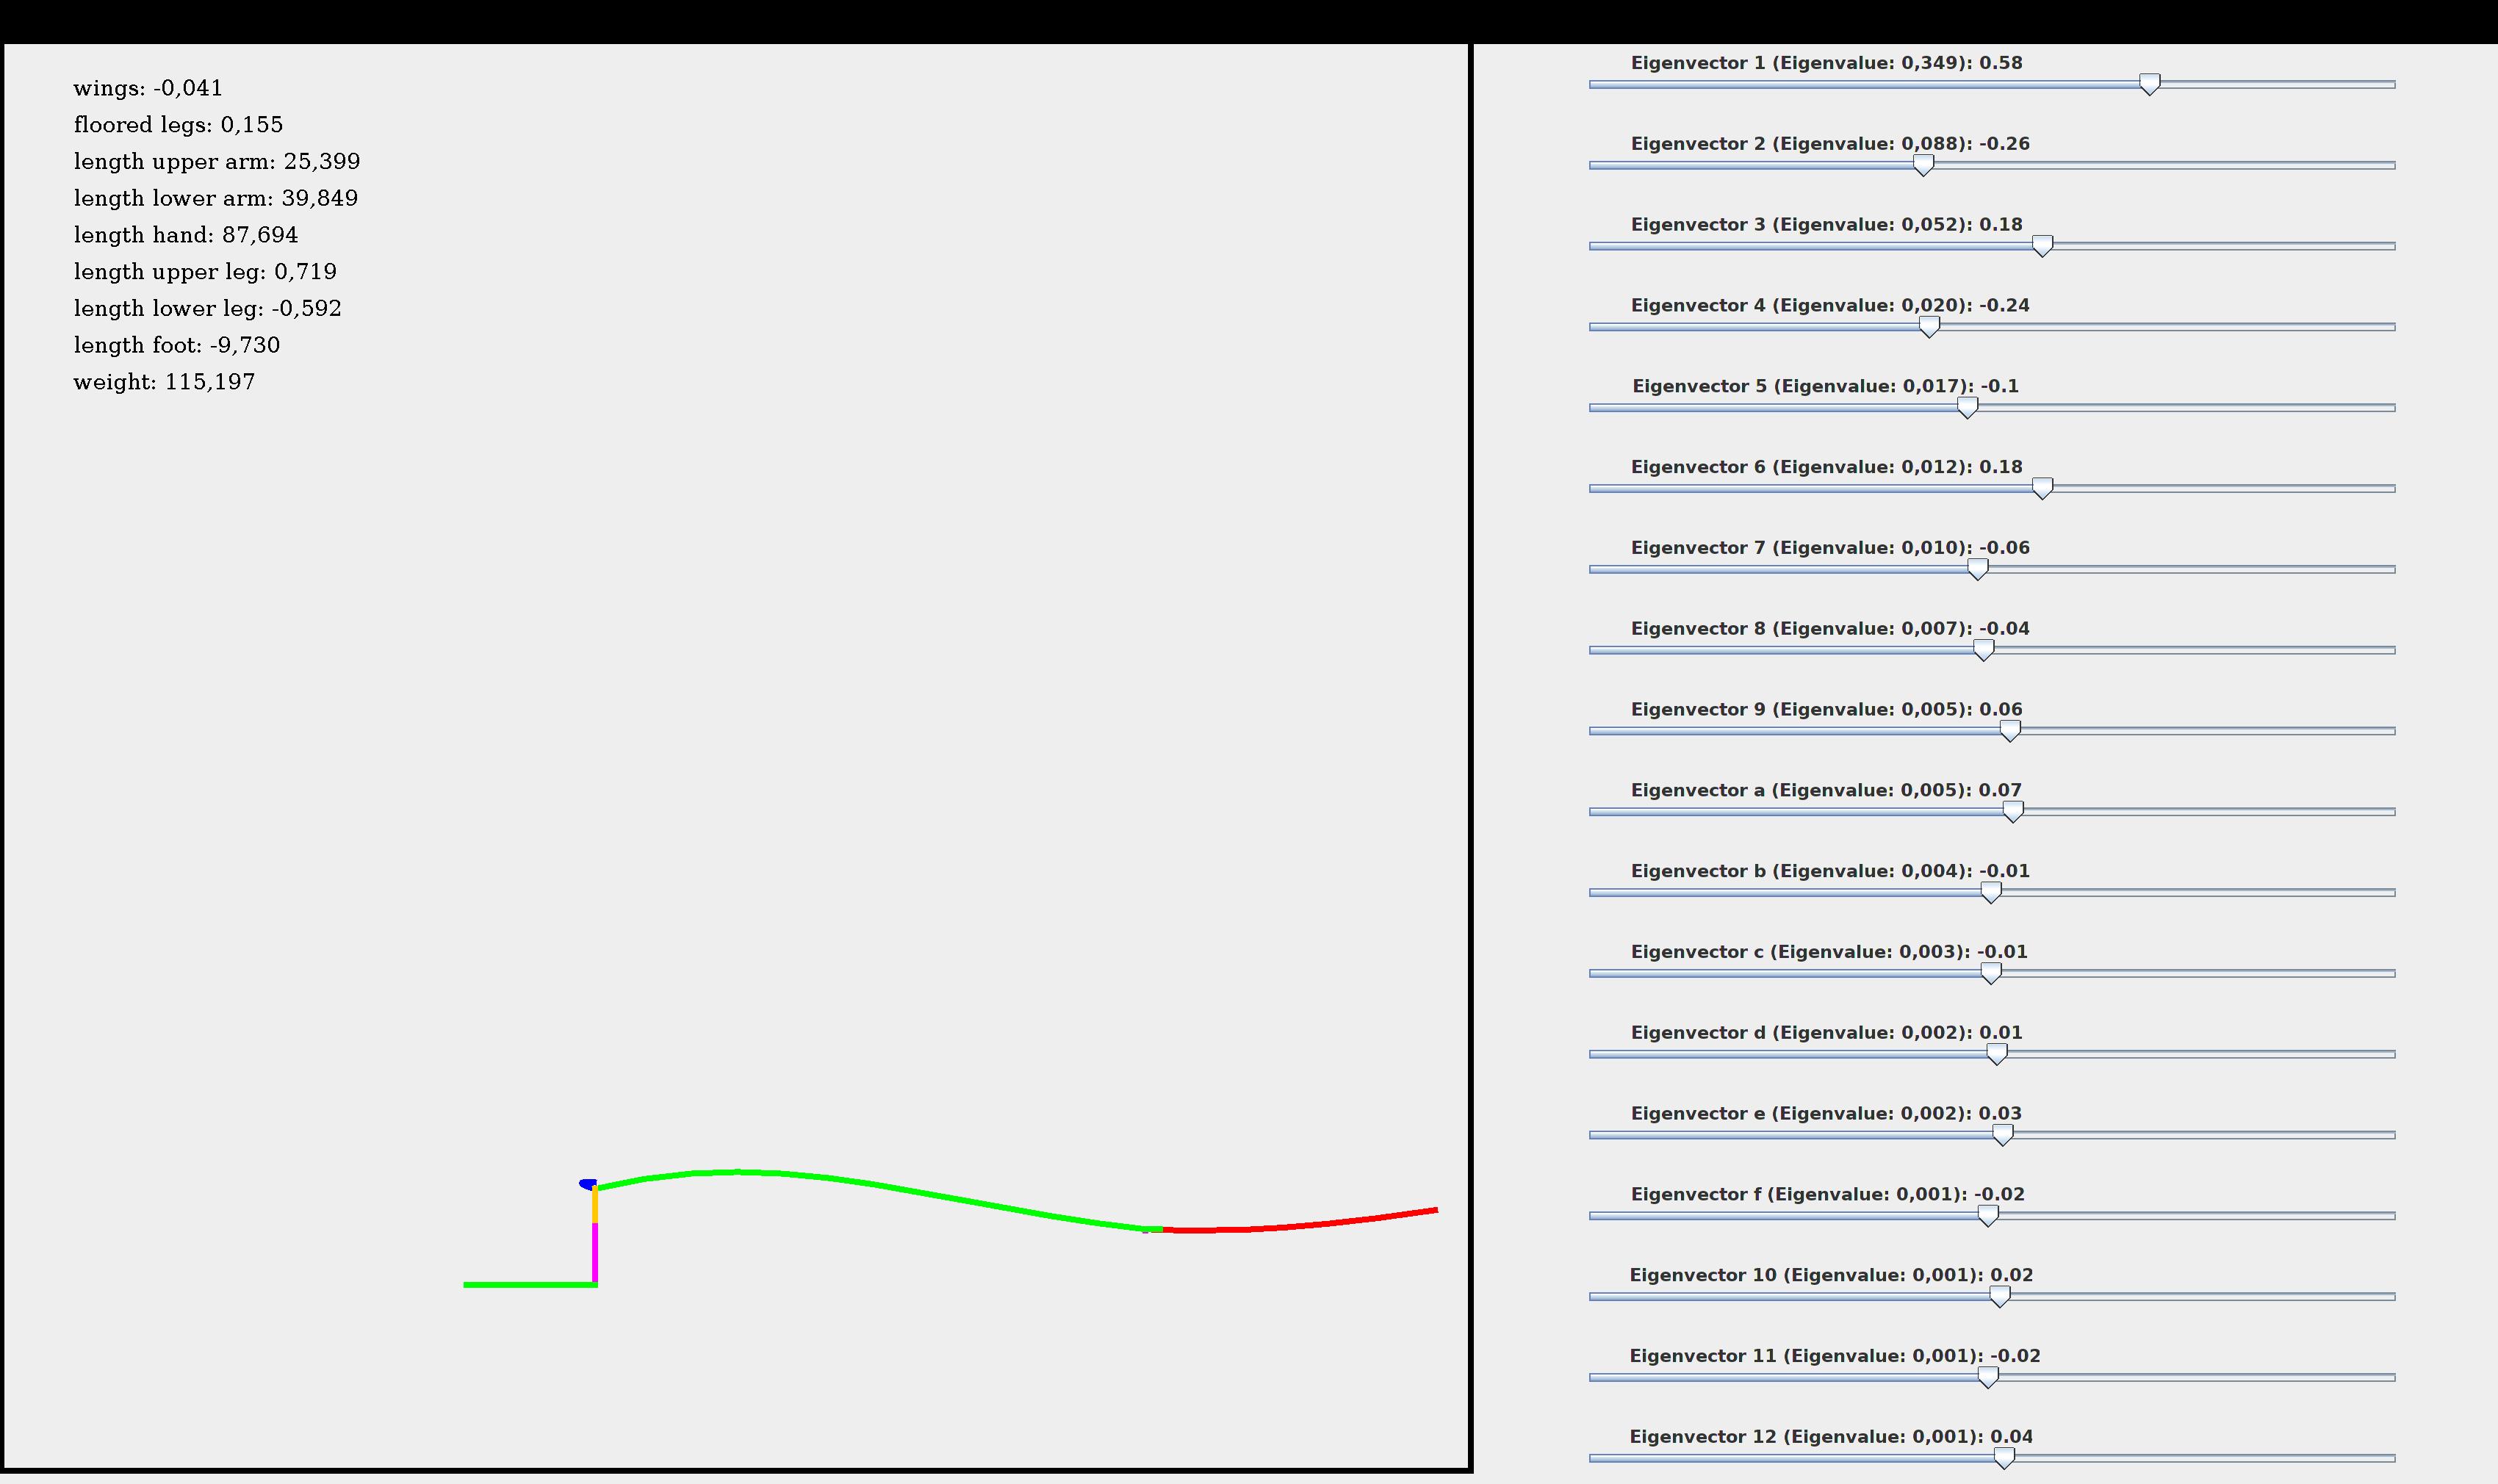 wings: -0,041
floored legs: 0,155
length upper arm: 25,399
length lower arm: 39,849
length hand: 87,694
length upper leg: 0,719
length lower leg: -0,592
length foot: -9,730
weight: 115,197
Eigenvector 1 (Eigenvalue: 0,349): 0.58
Eigenvector 2 (Eigenvalue: 0,088): -0.26
Eigenvector 3 (Eigenvalue: 0,052): 0.18
Eigenvector 4 (Eigenvalue: 0,020): -0.24
Eigenvector 5 (Eigenvalue: 0,017): -0.1
Eigenvector 6 (Eigenvalue: 0,012): 0.18
Eigenvector 7 (Eigenvalue: 0,010): -0.06
Eigenvector 8 (Eigenvalue: 0,007): -0.04
Eigenvector 9 (Eigenvalue: 0,005): 0.06
Eigenvector a (Eigenvalue: 0,005): 0.07
Eigenvector b (Eigenvalue: 0,004): -0.01
Eigenvector c (Eigenvalue: 0,003): -0.01
Eigenvector d (Eigenvalue: 0,002): 0.01
Eigenvector e (Eigenvalue: 0,002): 0.03
Eigenvector f (Eigenvalue: 0,001): -0.02
Eigenvector 10 (Eigenvalue: 0,001): 0.02
Eigenvector 11 (Eigenvalue: 0,001): -0.02
Eigenvector 12 (Eigenvalue: 0,001): 0.04